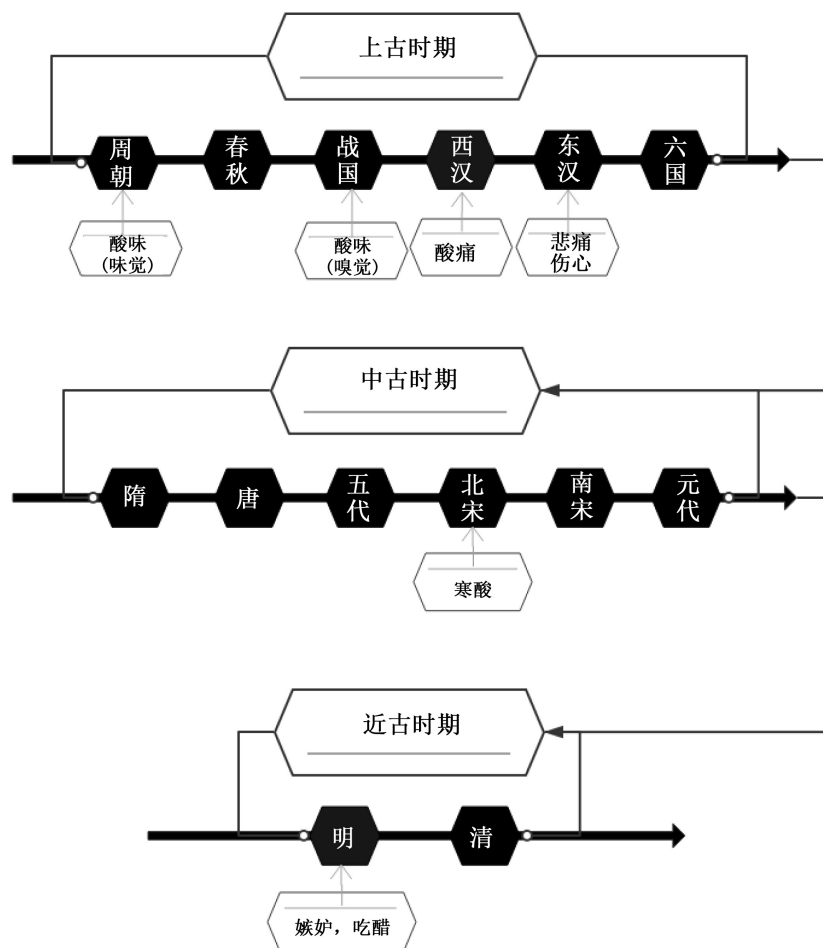 上古时期
周朝
春秋
战国
西汉
东汉
六国
酸味
(味觉)
酸味
(嗅觉)
酸痛
悲痛
伤心
中古时期
隋
唐
五代
北宋
南宋
元代
寒酸
近古时期
明
清
嫉妒，吃醋